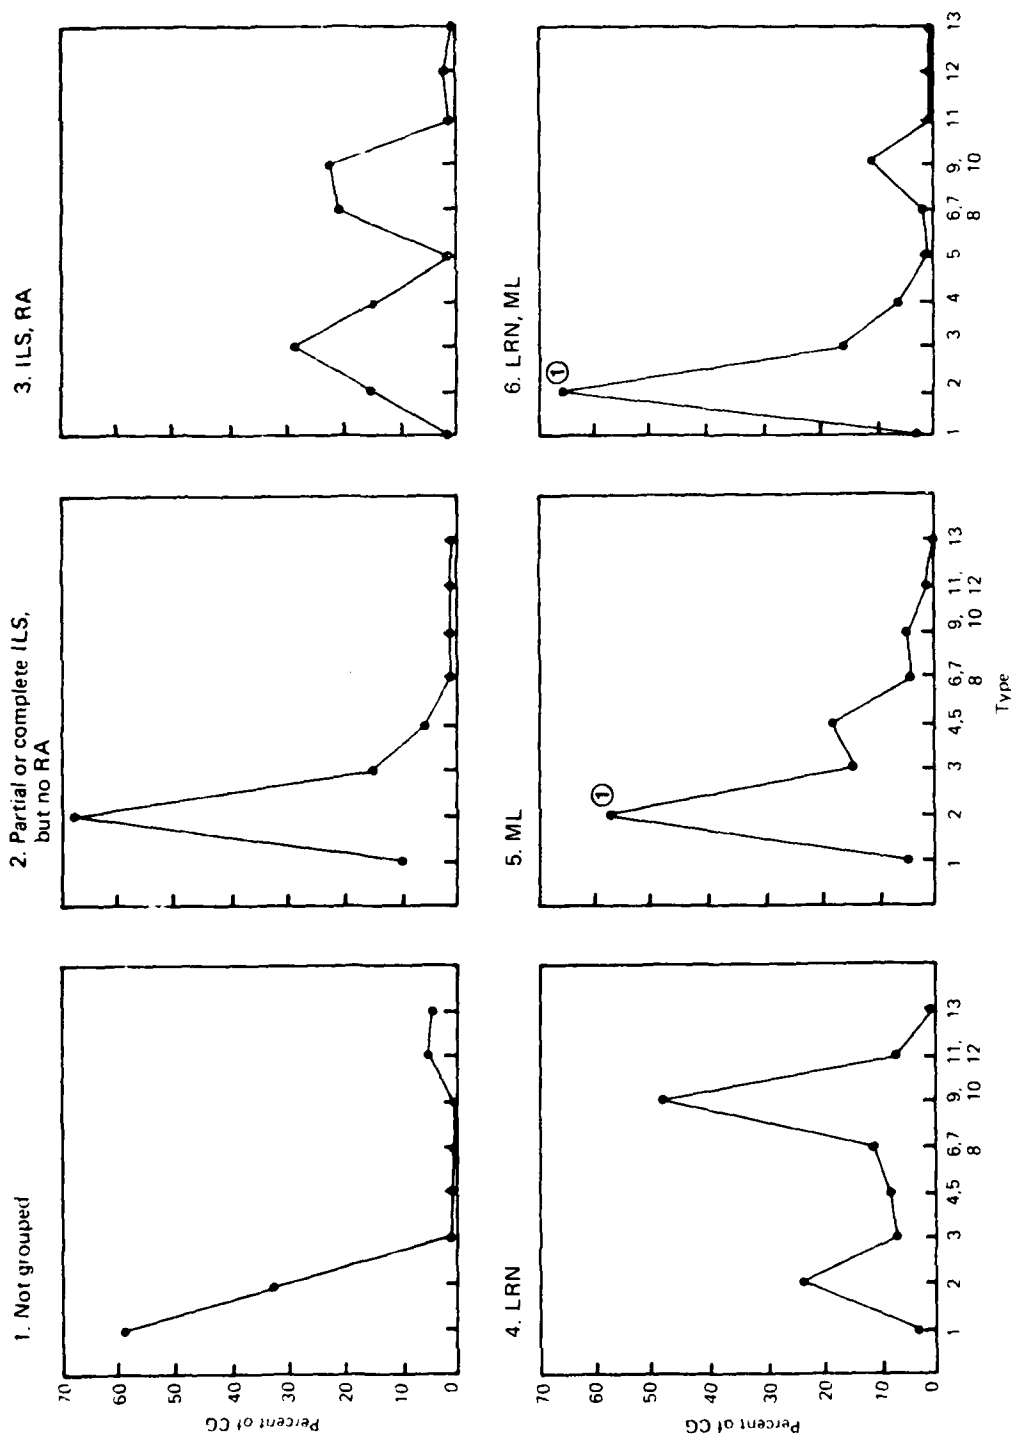 1. Not grouped
70
60
50
40
30
20
10
0
Percent of CG
2. Partial or complete ILS,
but no RA
3. ILS, RA
4. LRN
70
60
50
40
30
20
10
0
Percent of CG
1 2 3 4,5 6,7 9, 11, 13
8 10 12
5. ML
1
1 2 3 4,5 6,7 9, 11, 13
8 10 12
Type
6. LRN, ML
1
1 2 3 4 5 6,7 9, 11 12 13
8 10